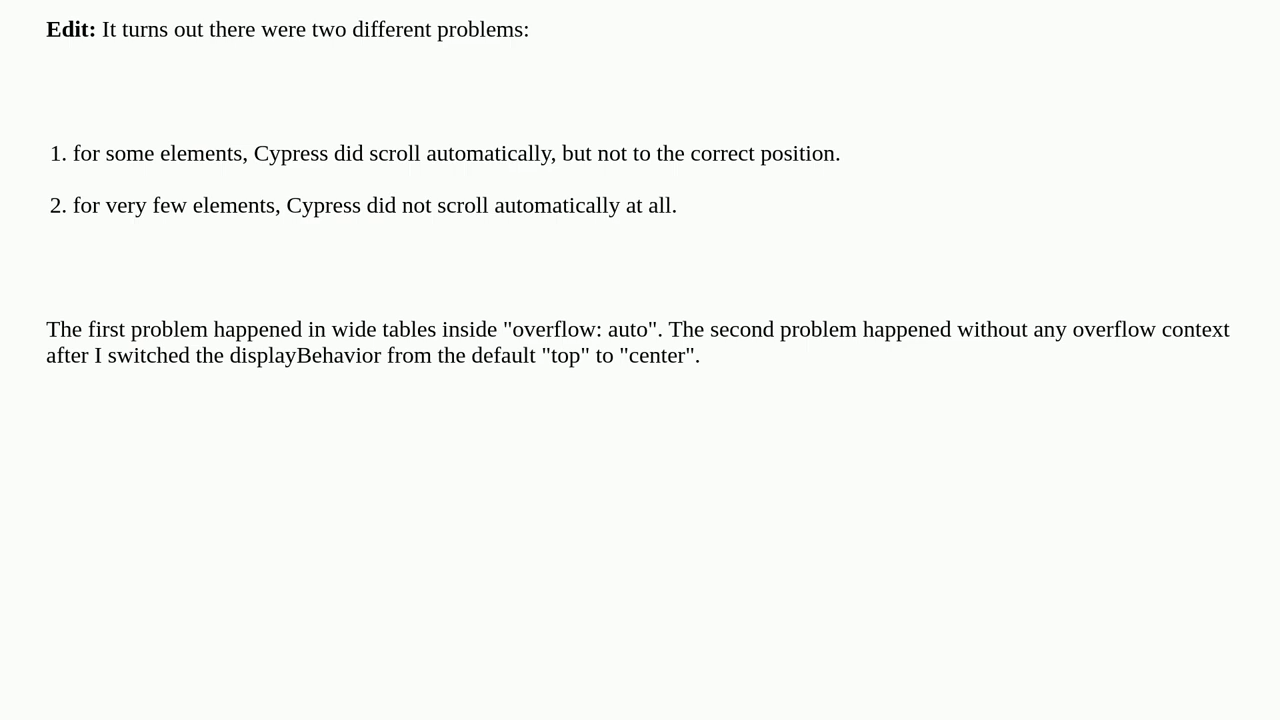 Edit: It turns out there were two different problems:
1. for some elements, Cypress did scroll automatically, but not to the correct position.
2. for very few elements, Cypress did not scroll automatically at all.
The first problem happened in wide tables inside "overflow: auto". The second problem happened without any overflow context
after I switched the displayBehavior from the default "top" to "center".